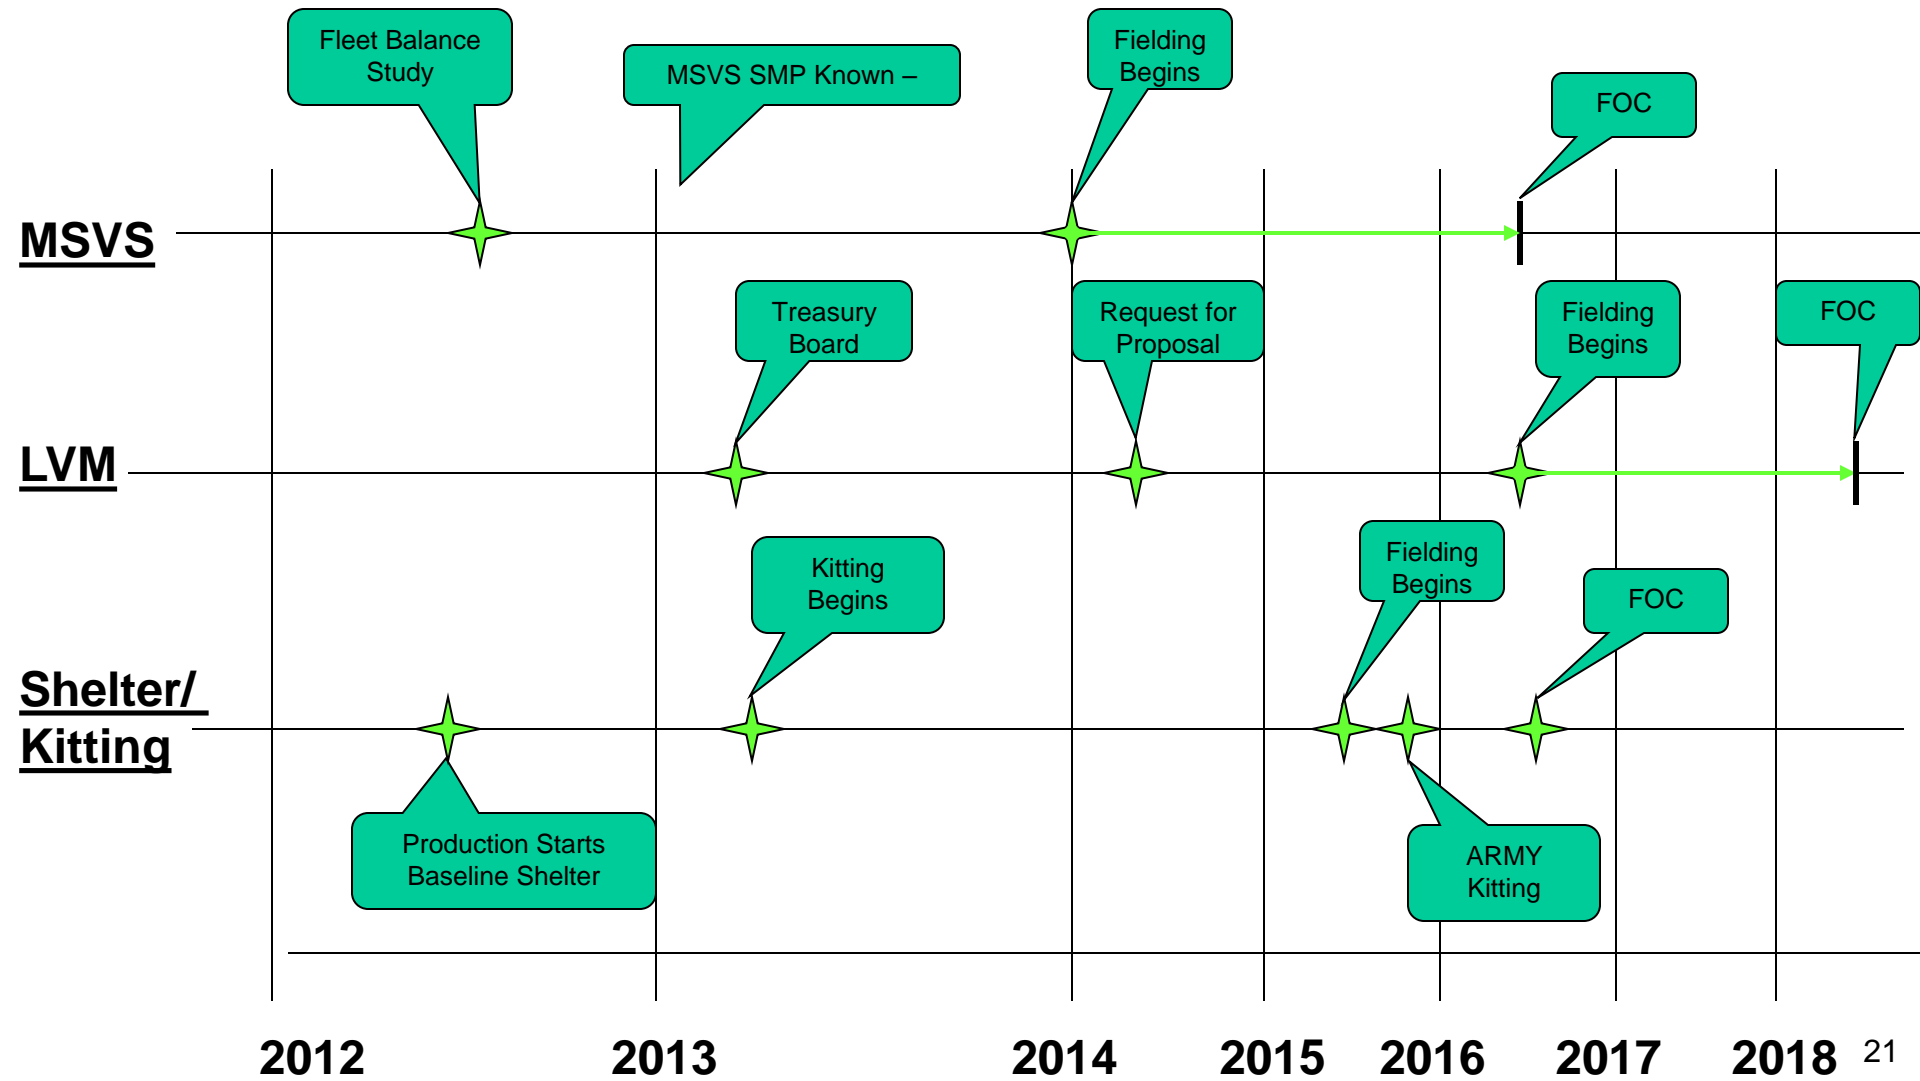 Fleet Balance
Study
MSVS SMP Known –
Fielding
Begins
FOC
MSVS
Treasury
Board
Request for
Proposal
Fielding
Begins
FOC
LVM
Kitting
Begins
Fielding
Begins
FOC
Shelter/
Kitting
Production Starts
Baseline Shelter
ARMY
Kitting
2012
2013
2014
2015
2016
2017
2018
21